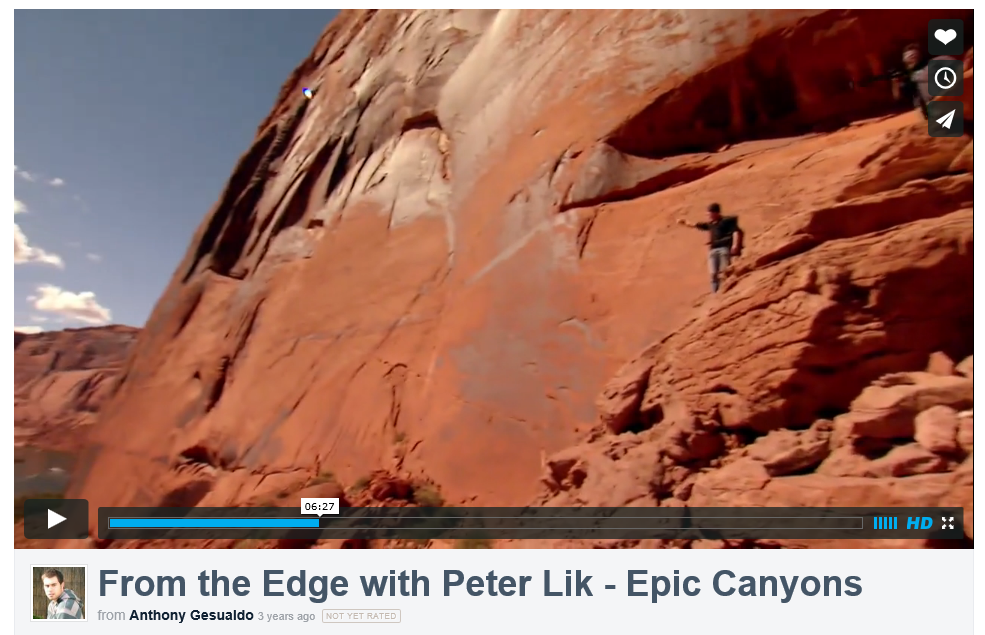 06:27
HD
From the Edge with Peter Lik - Epic Canyons
from Anthony Gesualdo 3 years ago NOT YET RATED